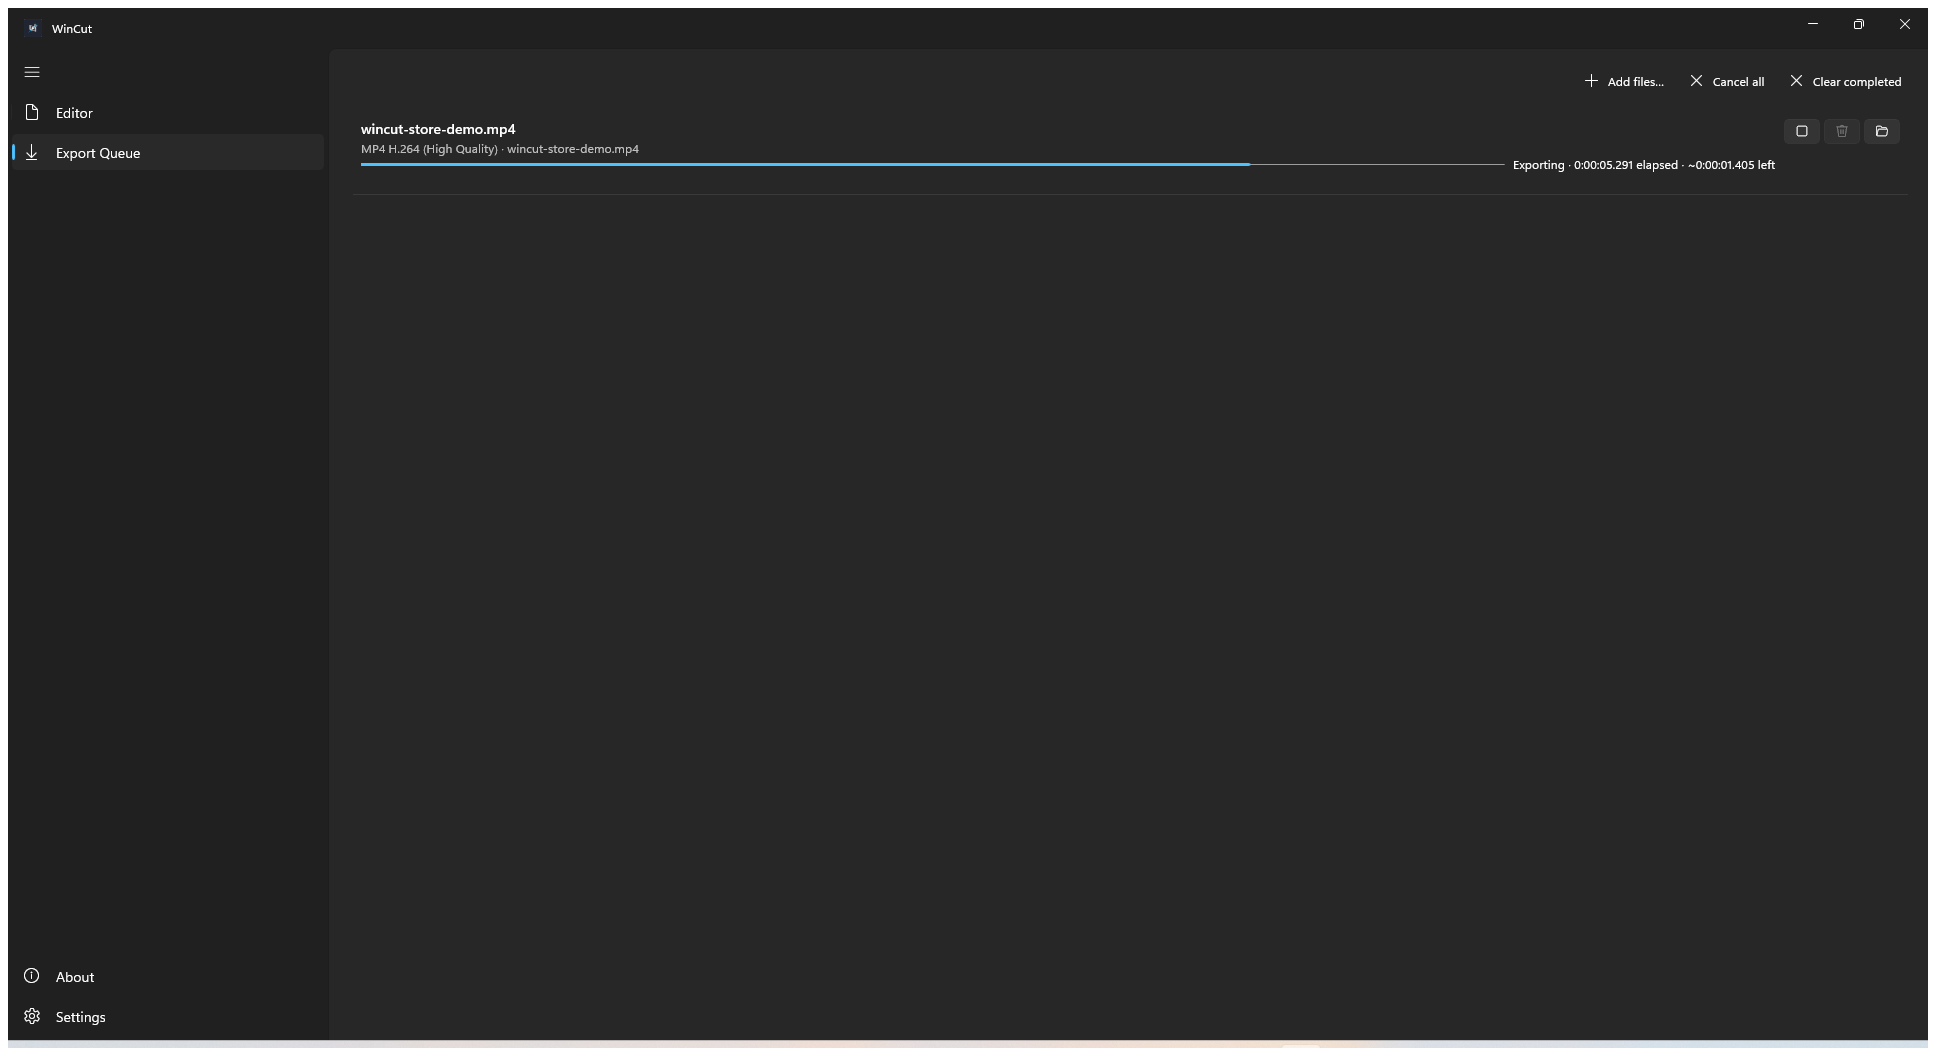 WinCut
Editor
Export Queue
Add files...
Cancel all
Clear completed
wincut-store-demo.mp4
MP4 H.264 (High Quality) · wincut-store-demo.mp4
Exporting · 0:00:05.291 elapsed · ~0:00:01.405 left
About
Settings